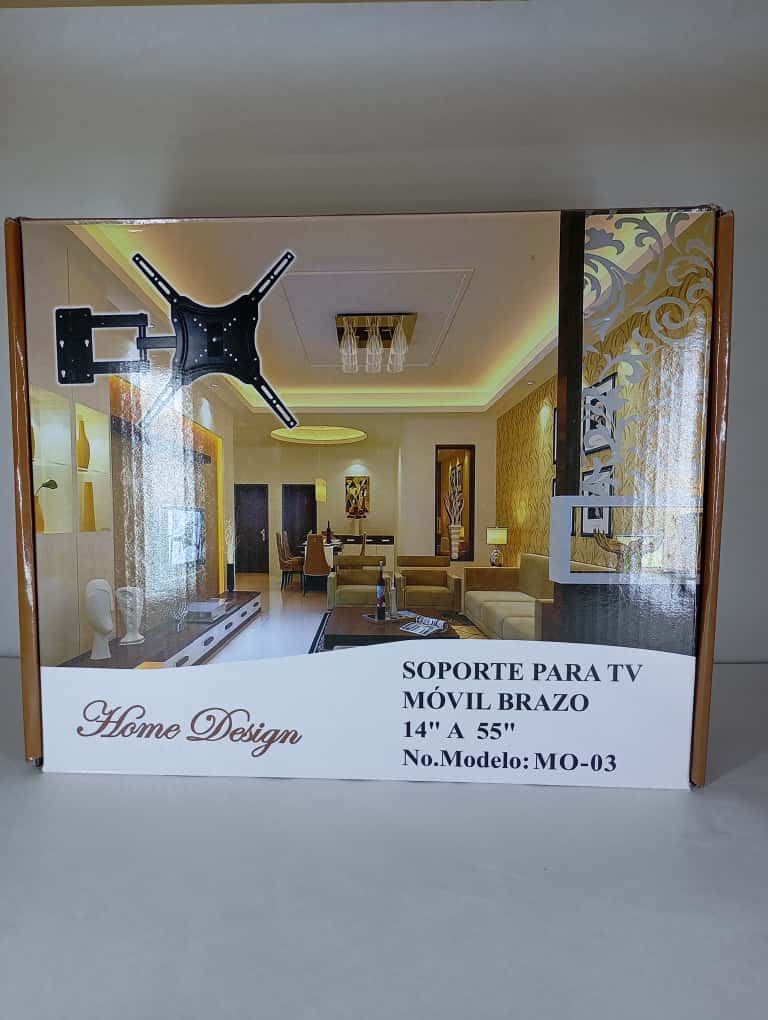 Home Design
SOPORTE PARA TV
MÓVIL BRAZO
14" A 55"
No.Modelo: MO-03